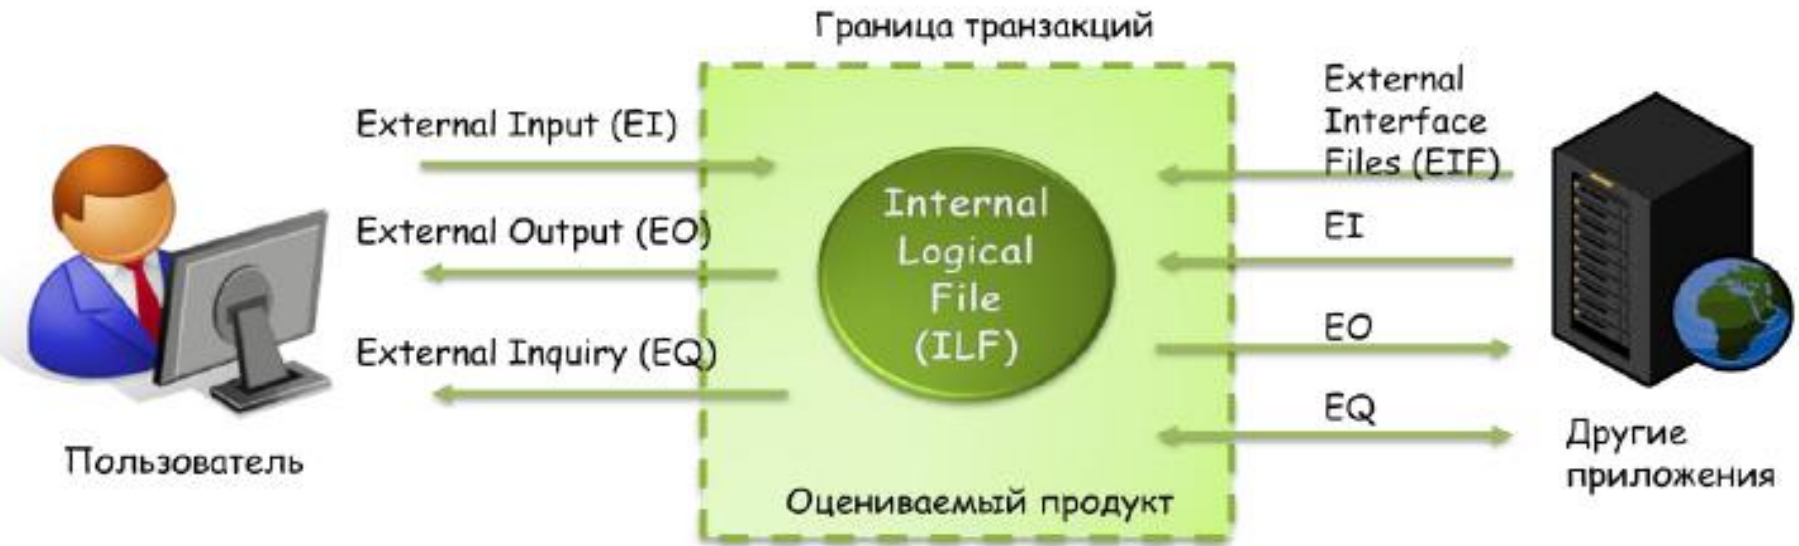 Граница транзакций
External Input (EI)
External Output (EO)
External Inquiry (EQ)
Пользователь
Internal
Logical
File
(ILF)
Оцениваемый продукт
External
Interface
Files (EIF)
EI
EO
EQ
Другие
приложения